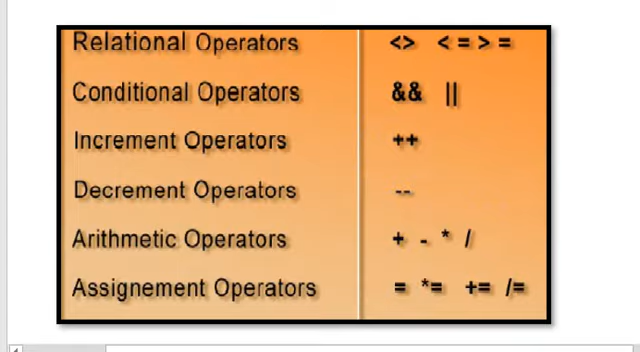 Relational Operators <> < = > =
Conditional Operators && ||
Increment Operators ++
Decrement Operators --
Arithmetic Operators + - * /
Assignement Operators = *= += /=